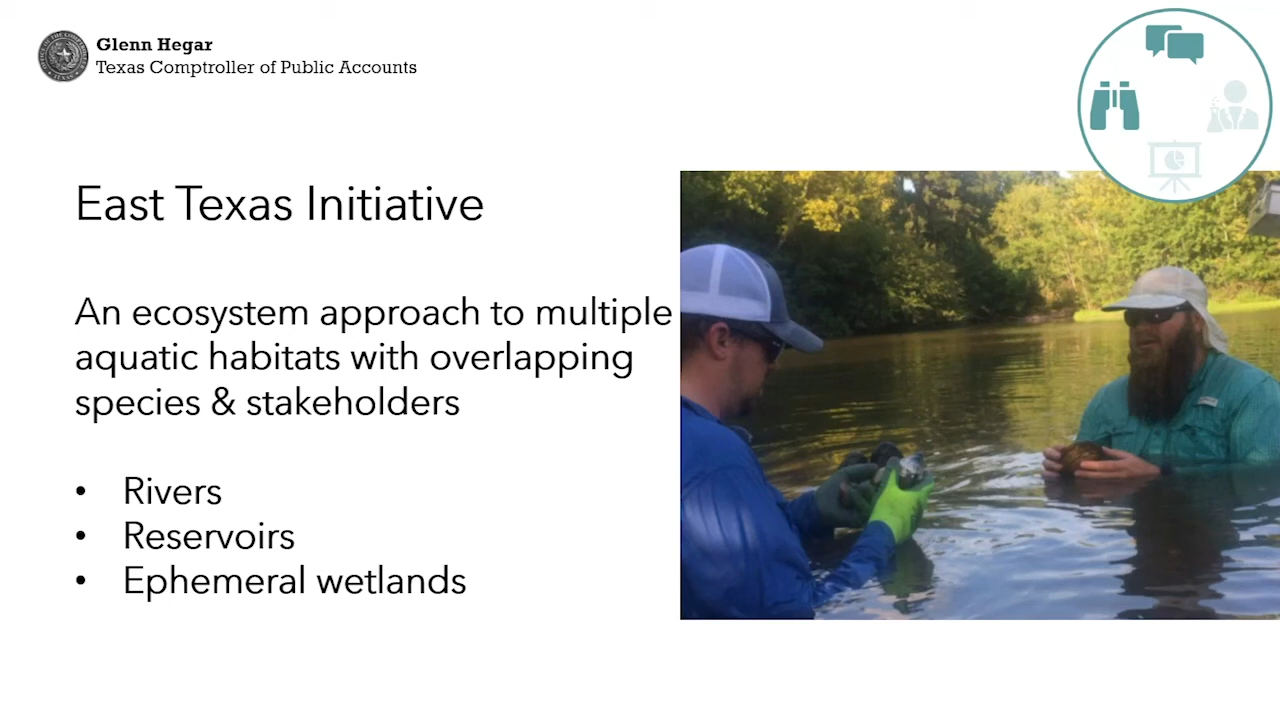 Glenn Hegar
Texas Comptroller of Public Accounts
East Texas Initiative
An ecosystem approach to multiple
aquatic habitats with overlapping
species & stakeholders
• Rivers
• Reservoirs
• Ephemeral wetlands